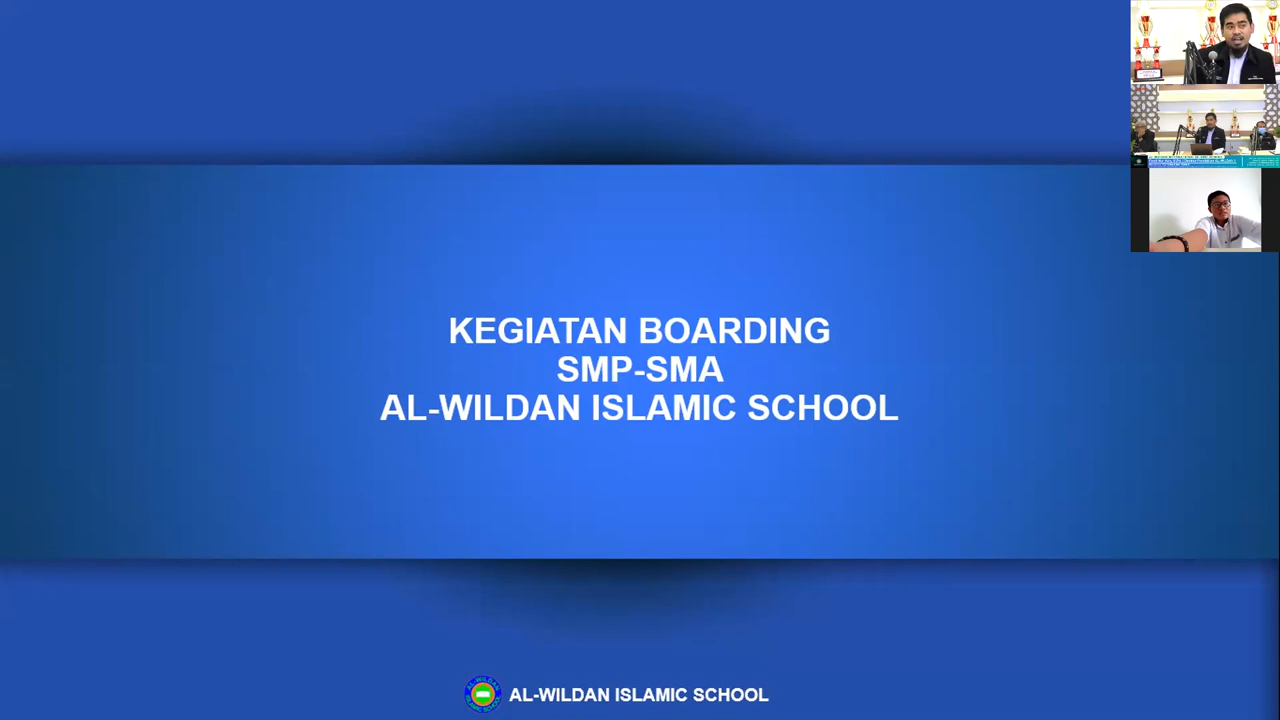 KEGIATAN BOARDING
SMP-SMA
AL-WILDAN ISLAMIC SCHOOL
AL-WILDAN ISLAMIC SCHOOL